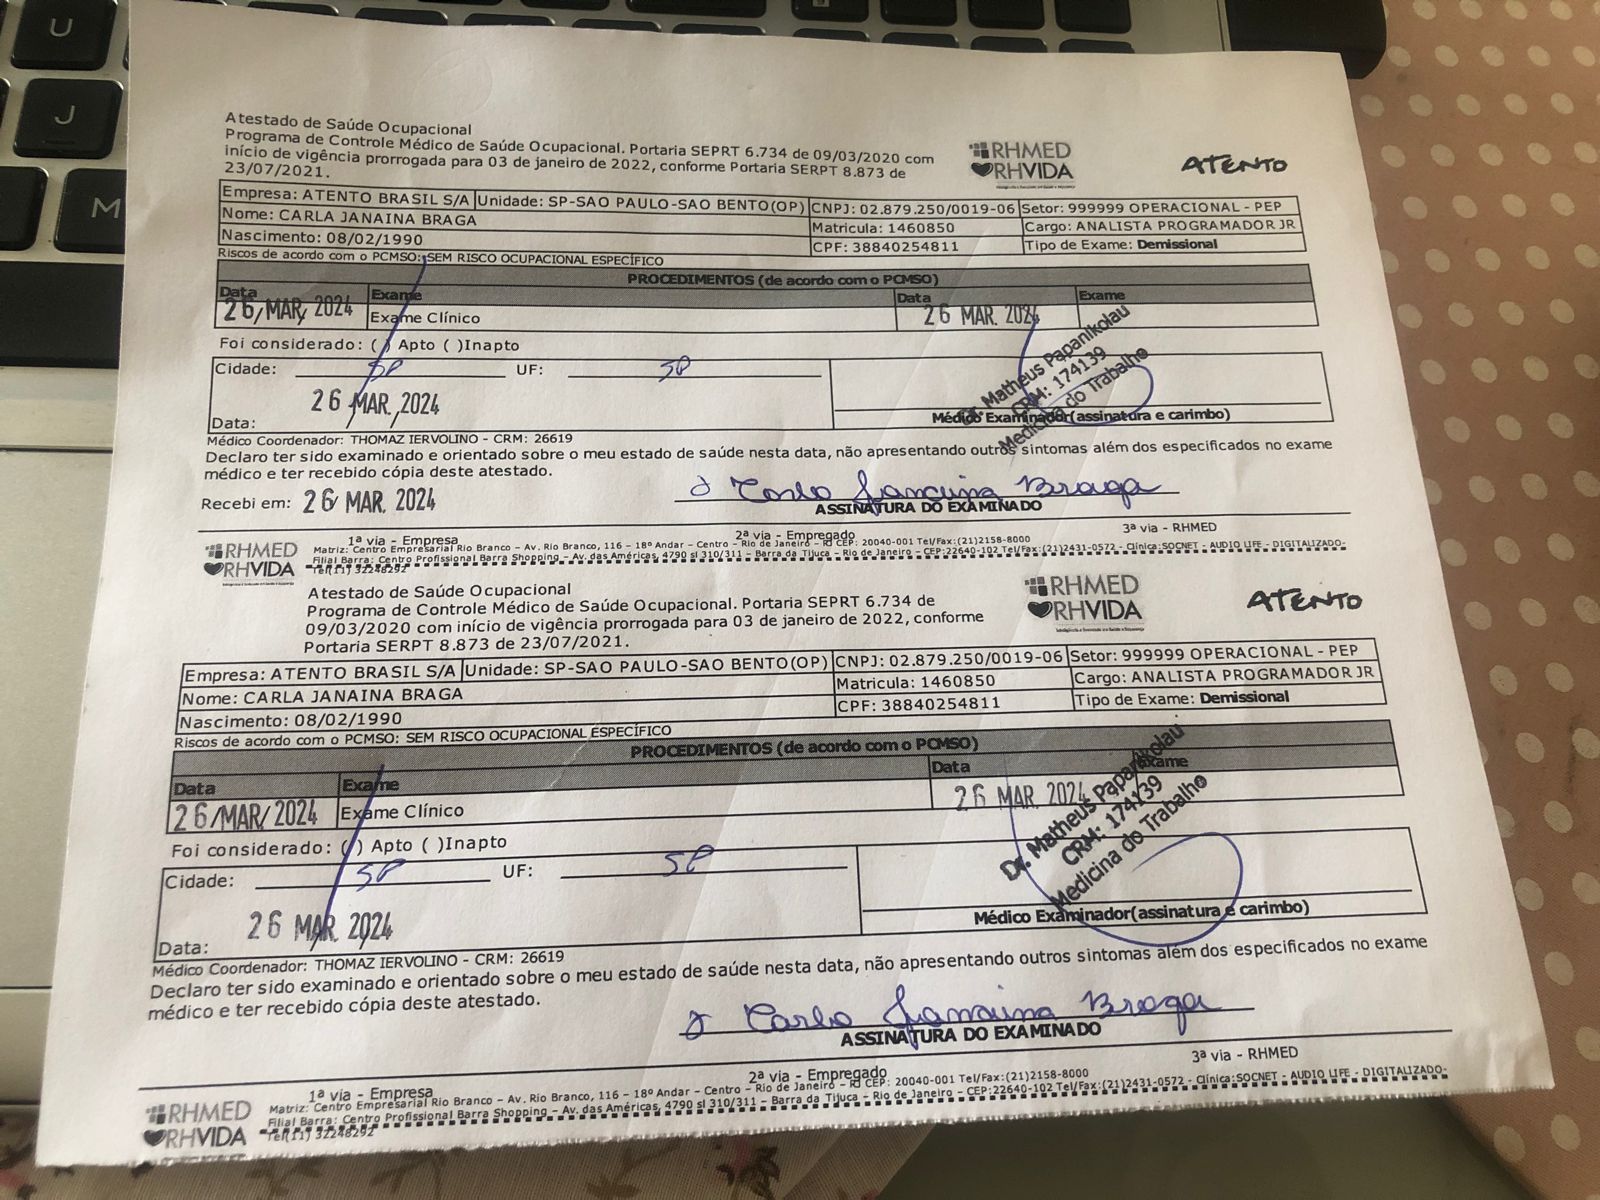 U
J
M
Atestado de Saúde Ocupacional
Programa de Controle Médico de Saúde Ocupacional. Portaria SEPRT 6.734 de 09/03/2020 com
início de vigência prorrogada para 03 de janeiro de 2022, conforme Portaria SERPT 8.873 de
23/07/2021.
RHMED
RHVIDA
ATENTO
Empresa: ATENTO BRASIL S/A Unidade: SP-SAO PAULO-SAO BENTO(OP) CNPJ: 02.879.250/0019-06 Setor: 999999 OPERACIONAL - PEP
Nome: CARLA JANAINA BRAGA Matricula: 1460850 Cargo: ANALISTA PROGRAMADOR JR
Nascimento: 08/02/1990 CPF: 38840254811 Tipo de Exame: Demissional
Riscos de acordo com o PCMSO: SEM RISCO OCUPACIONAL ESPECÍFICO
PROCEDIMENTOS (de acordo com o PCMSO)
Data Exame Data Exame
26/MAR/2024 Exame Clínico 26 MAR. 2024
Foi considerado: ( ) Apto ( )Inapto
Cidade: SP UF: SP
Dr. Matheus Papanikolau
CRM: 174139
Medicina do Trabalho
Data: 26 MAR. 2024
Médico Examinador(assinatura e carimbo)
Médico Coordenador: THOMAZ IERVOLINO - CRM: 26619
Declaro ter sido examinado e orientado sobre o meu estado de saúde nesta data, não apresentando outros sintomas além dos especificados no exame
médico e ter recebido cópia deste atestado.
Recebi em: 26 MAR. 2024
Carla Janaina Braga
ASSINATURA DO EXAMINADO
1ª via - Empresa 2ª via - Empregado 3ª via - RHMED
RHMED
RHVIDA
Matriz: Centro Empresarial Rio Branco - Av. Rio Branco, 116 - 18º Andar - Centro - Rio de Janeiro - RJ CEP: 20040-001 Tel/Fax:(21)2158-8000
Filial Barra: Centro Profissional Barra Shopping - Av. das Américas, 4790 sl 310/311 - Barra da Tijuca - Rio de Janeiro - CEP:22640-102 Tel/Fax:(21)2431-0572 - Clínica:SOCNET - AUDIO LIFE - DIGITALIZADO-
Tel(11) 32248292
Atestado de Saúde Ocupacional
Programa de Controle Médico de Saúde Ocupacional. Portaria SEPRT 6.734 de
09/03/2020 com início de vigência prorrogada para 03 de janeiro de 2022, conforme
Portaria SERPT 8.873 de 23/07/2021.
RHMED
RHVIDA
ATENTO
Empresa: ATENTO BRASIL S/A Unidade: SP-SAO PAULO-SAO BENTO(OP) CNPJ: 02.879.250/0019-06 Setor: 999999 OPERACIONAL - PEP
Nome: CARLA JANAINA BRAGA Matricula: 1460850 Cargo: ANALISTA PROGRAMADOR JR
Nascimento: 08/02/1990 CPF: 38840254811 Tipo de Exame: Demissional
Riscos de acordo com o PCMSO: SEM RISCO OCUPACIONAL ESPECÍFICO
PROCEDIMENTOS (de acordo com o PCMSO)
Data Exame Data Exame
26/MAR/2024 Exame Clínico 26 MAR. 2024
Foi considerado: ( ) Apto ( )Inapto
Cidade: SP UF: SP
Dr. Matheus Papanikolau
CRM: 174139
Medicina do Trabalho
Data: 26 MAR. 2024
Médico Examinador(assinatura e carimbo)
Médico Coordenador: THOMAZ IERVOLINO - CRM: 26619
Declaro ter sido examinado e orientado sobre o meu estado de saúde nesta data, não apresentando outros sintomas além dos especificados no exame
médico e ter recebido cópia deste atestado.
Carla Janaina Braga
ASSINATURA DO EXAMINADO
1ª via - Empresa 2ª via - Empregado 3ª via - RHMED
RHMED
RHVIDA
Matriz: Centro Empresarial Rio Branco - Av. Rio Branco, 116 - 18º Andar - Centro - Rio de Janeiro - RJ CEP: 20040-001 Tel/Fax:(21)2158-8000
Filial Barra: Centro Profissional Barra Shopping - Av. das Américas, 4790 sl 310/311 - Barra da Tijuca - Rio de Janeiro - CEP:22640-102 Tel/Fax:(21)2431-0572 - Clínica:SOCNET - AUDIO LIFE - DIGITALIZADO-
Tel(11) 32248292